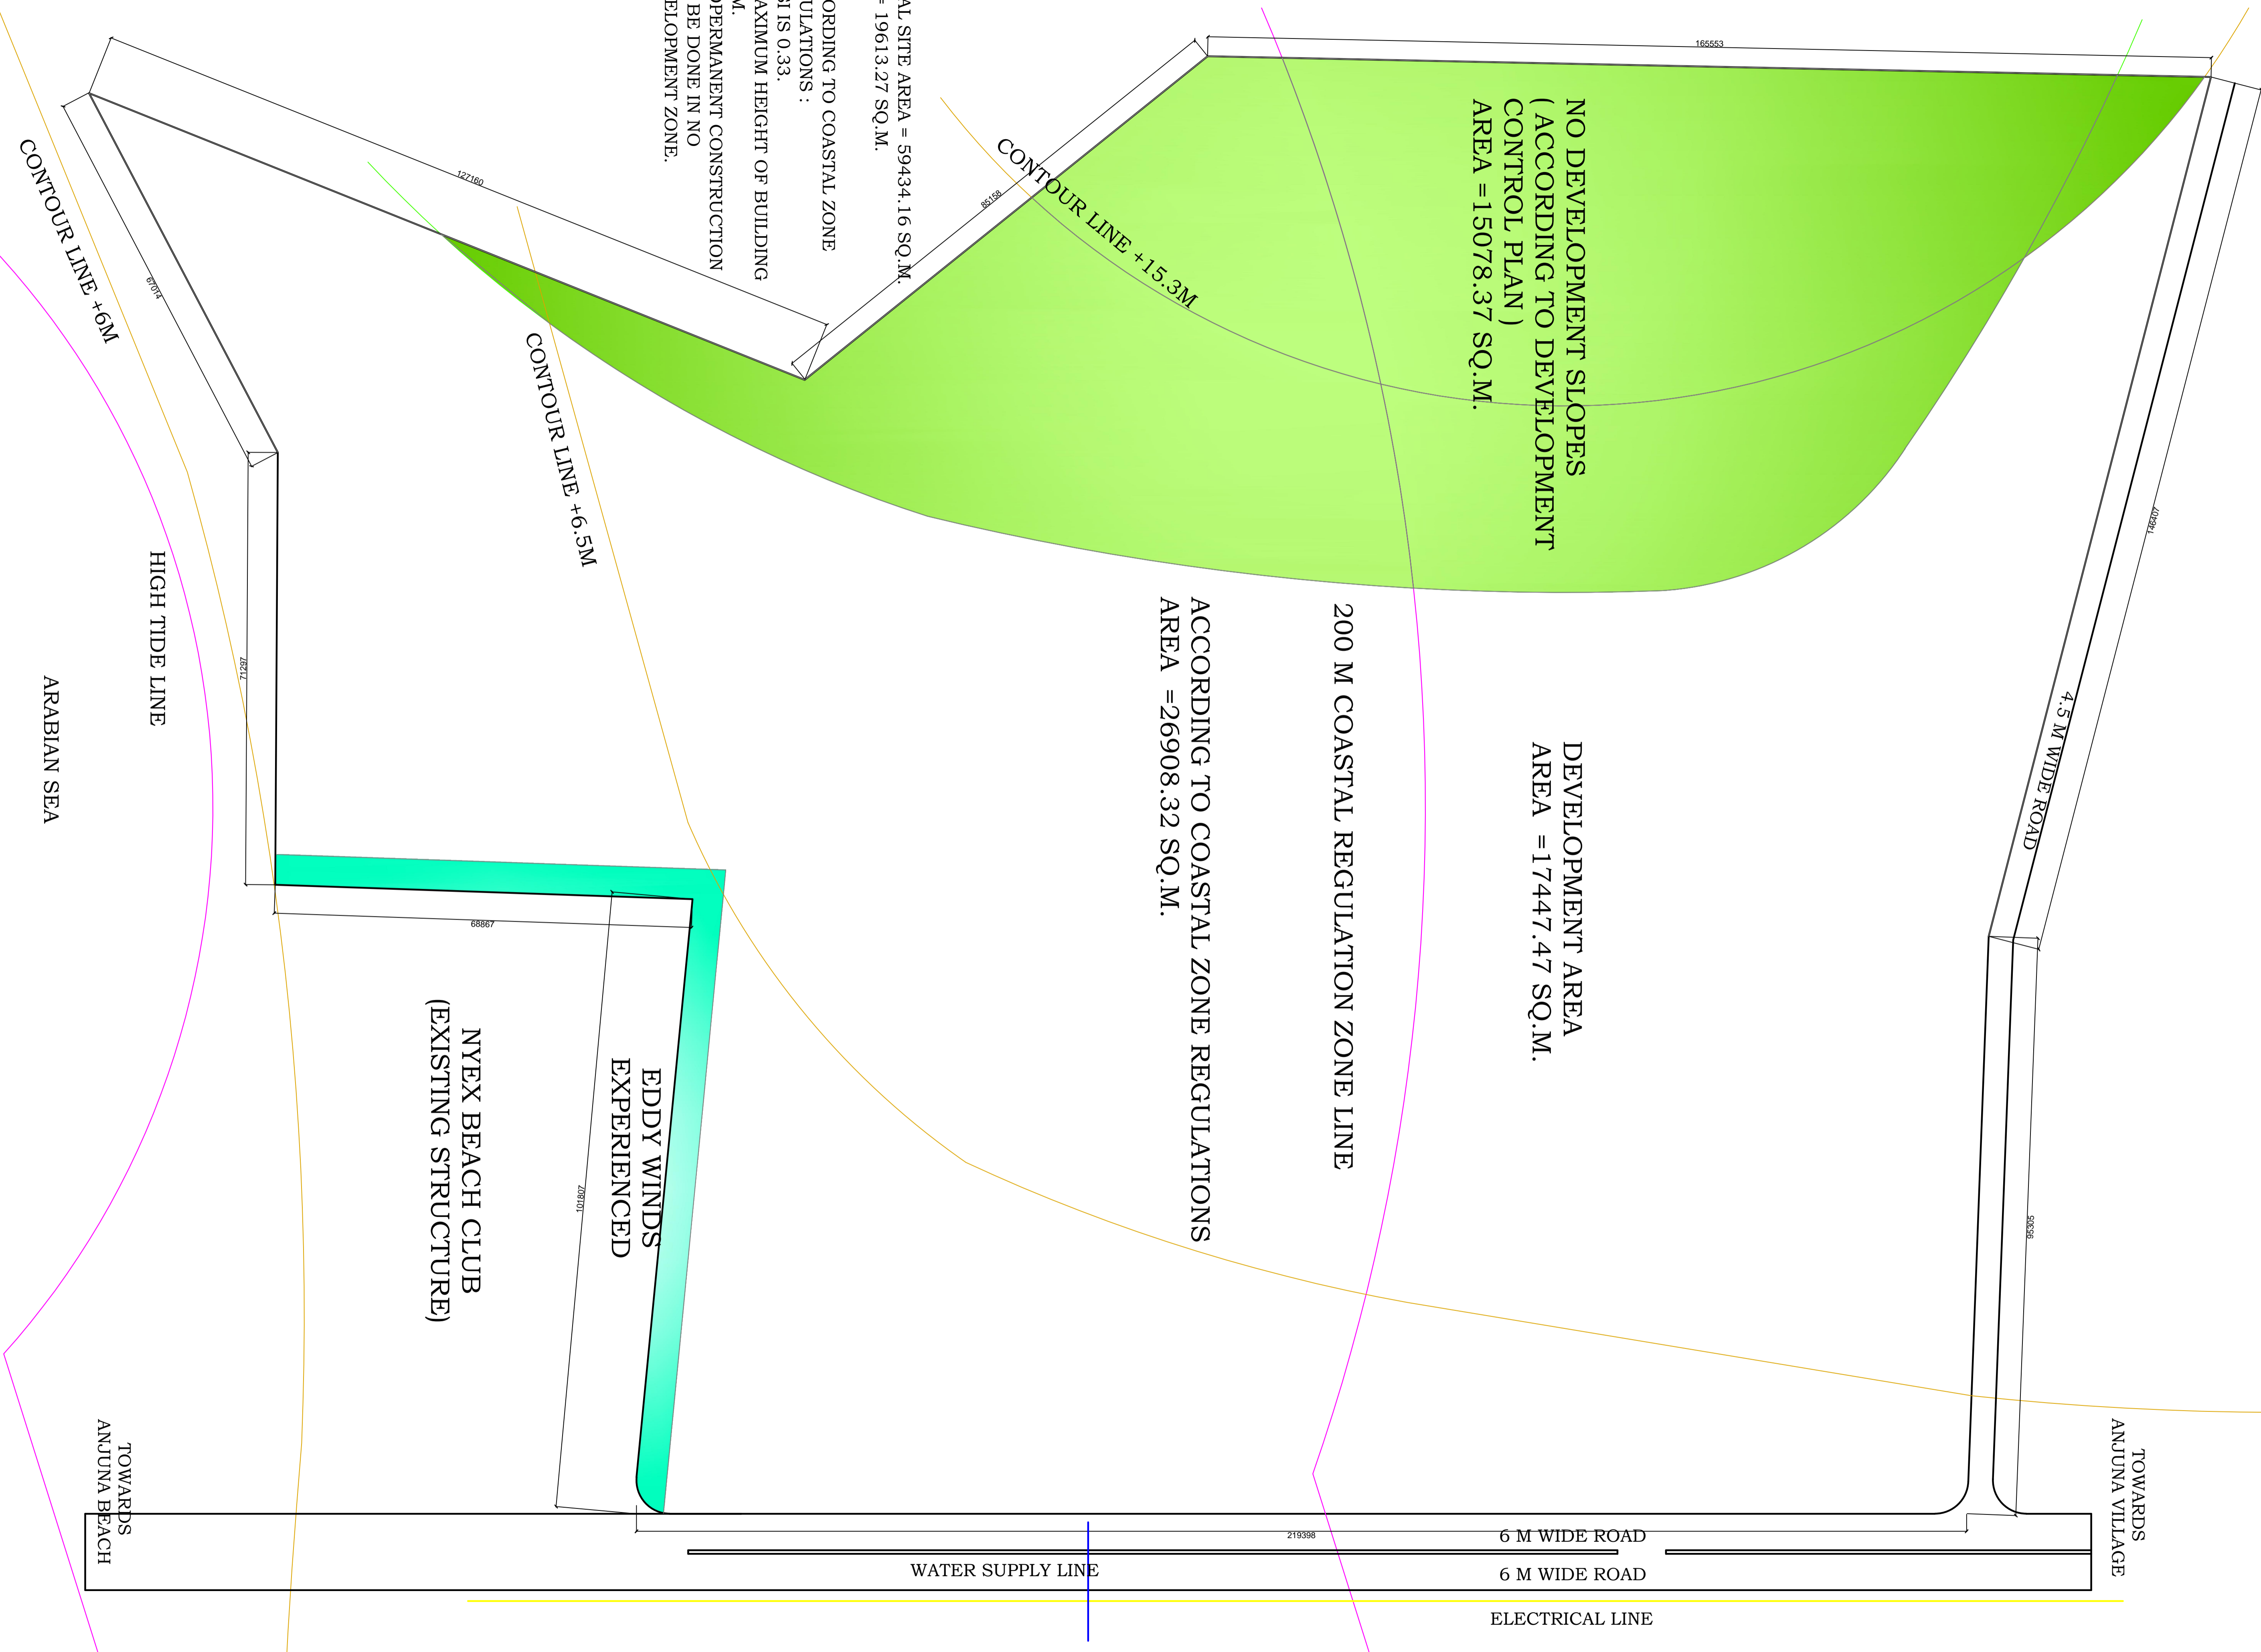 AL SITE AREA = 59434.16 SQ.M.
= 19613.27 SQ.M.
ORDING TO COASTAL ZONE
ULATIONS :
SI IS 0.33.
AXIMUM HEIGHT OF BUILDING
M.
OPERMANENT CONSTRUCTION
BE DONE IN NO
ELOPMENT ZONE.
165553
127160
85158
67014
71297
68867
101807
146407
95305
219398
NO DEVELOPMENT SLOPES
( ACCORDING TO DEVELOPMENT
CONTROL PLAN )
AREA =15078.37 SQ.M.
CONTOUR LINE +15.3M
CONTOUR LINE +6M
CONTOUR LINE +6.5M
HIGH TIDE LINE
ARABIAN SEA
200 M COASTAL REGULATION ZONE LINE
ACCORDING TO COASTAL ZONE REGULATIONS
AREA =26908.32 SQ.M.
DEVELOPMENT AREA
AREA =17447.47 SQ.M.
4.5 M WIDE ROAD
EDDY WINDS
EXPERIENCED
NYEX BEACH CLUB
(EXISTING STRUCTURE)
TOWARDS
ANJUNA BEACH
TOWARDS
ANJUNA VILLAGE
6 M WIDE ROAD
WATER SUPPLY LINE
6 M WIDE ROAD
ELECTRICAL LINE